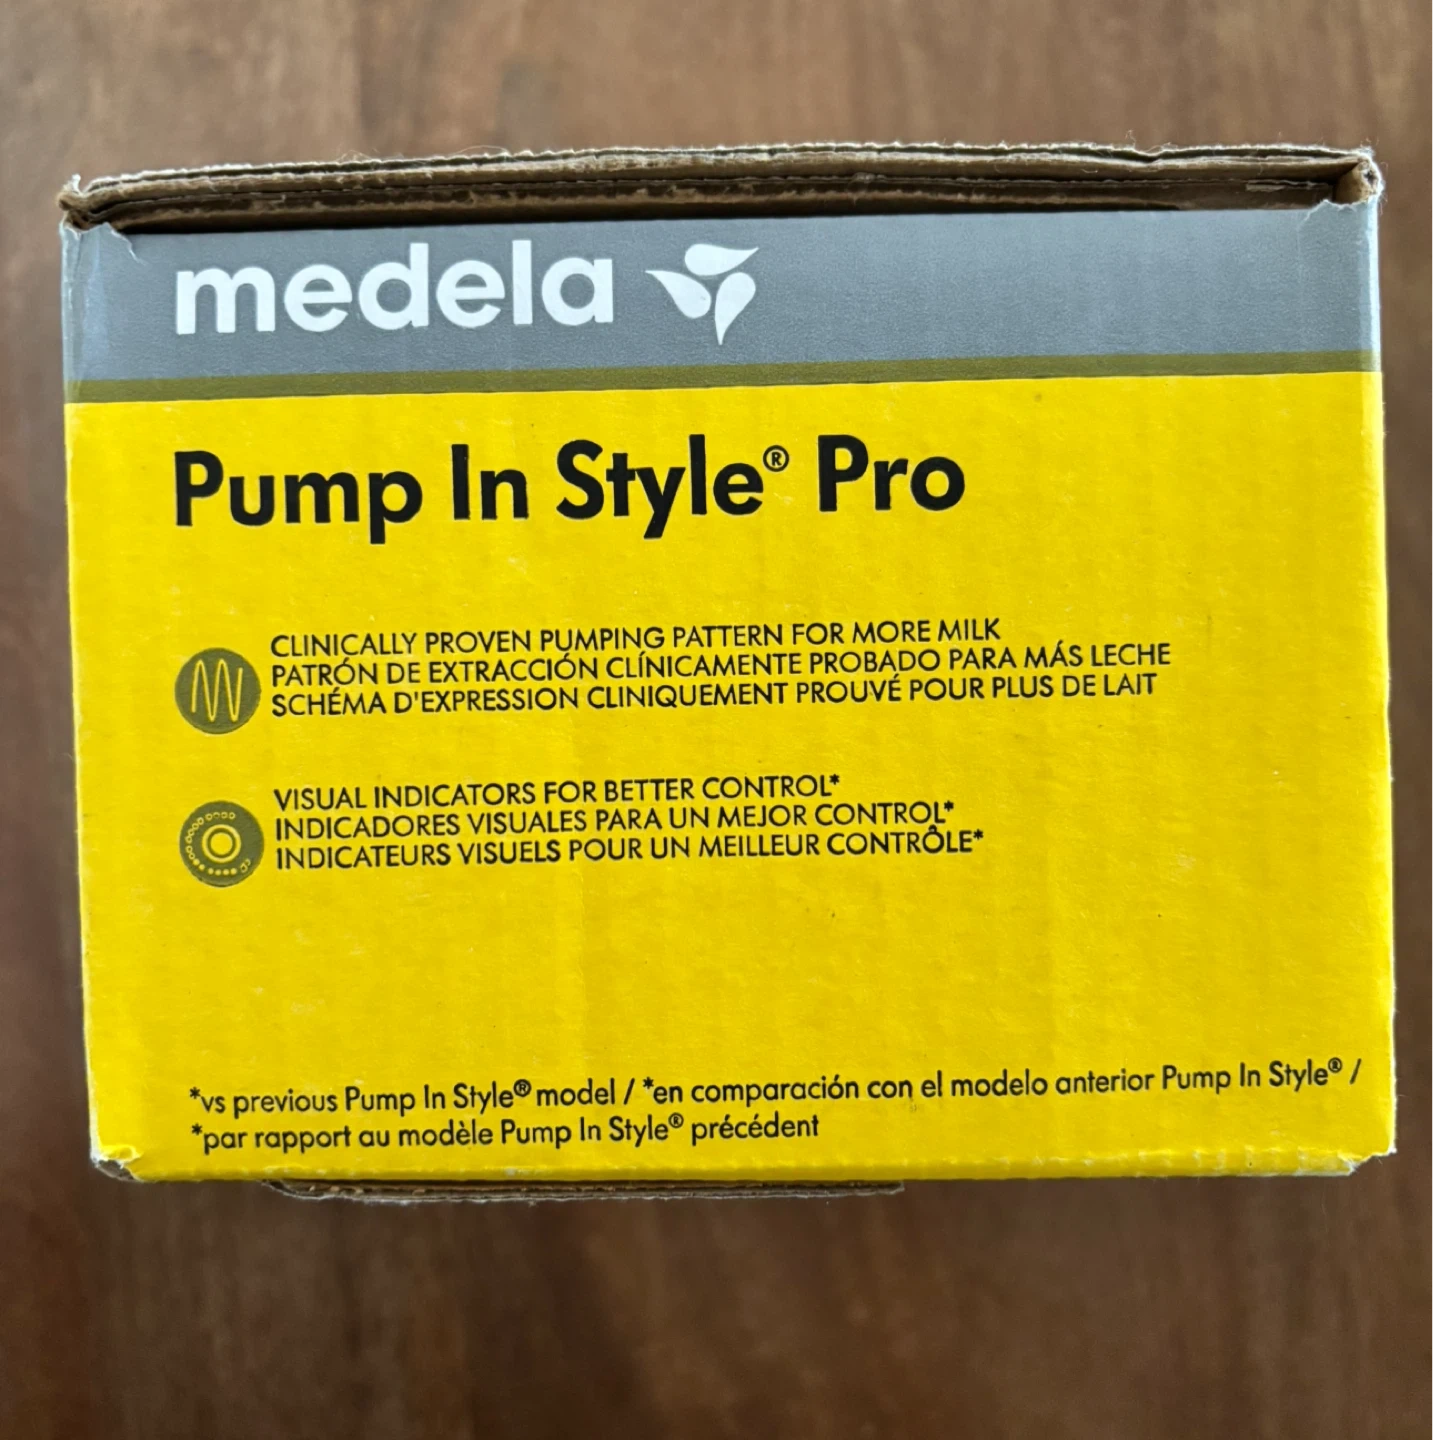 medela
Pump In Style® Pro
CLINICALLY PROVEN PUMPING PATTERN FOR MORE MILK
PATRÓN DE EXTRACCIÓN CLÍNICAMENTE PROBADO PARA MÁS LECHE
SCHÉMA D'EXPRESSION CLINIQUEMENT PROUVÉ POUR PLUS DE LAIT
VISUAL INDICATORS FOR BETTER CONTROL*
INDICADORES VISUALES PARA UN MEJOR CONTROL*
INDICATEURS VISUELS POUR UN MEILLEUR CONTRÔLE*
*vs previous Pump In Style® model / *en comparación con el modelo anterior Pump In Style® /
*par rapport au modèle Pump In Style® précédent